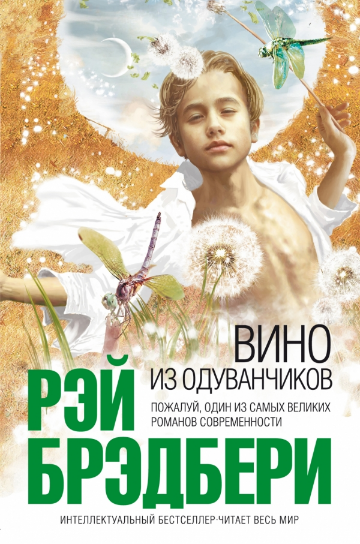 ВИНО
ИЗ ОДУВАНЧИКОВ
РЭЙ
ПОЖАЛУЙ, ОДИН ИЗ САМЫХ ВЕЛИКИХ
РОМАНОВ СОВРЕМЕННОСТИ
БРЭДБЕРИ
ИНТЕЛЛЕКТУАЛЬНЫЙ БЕСТСЕЛЛЕР-ЧИТАЕТ ВЕСЬ МИР